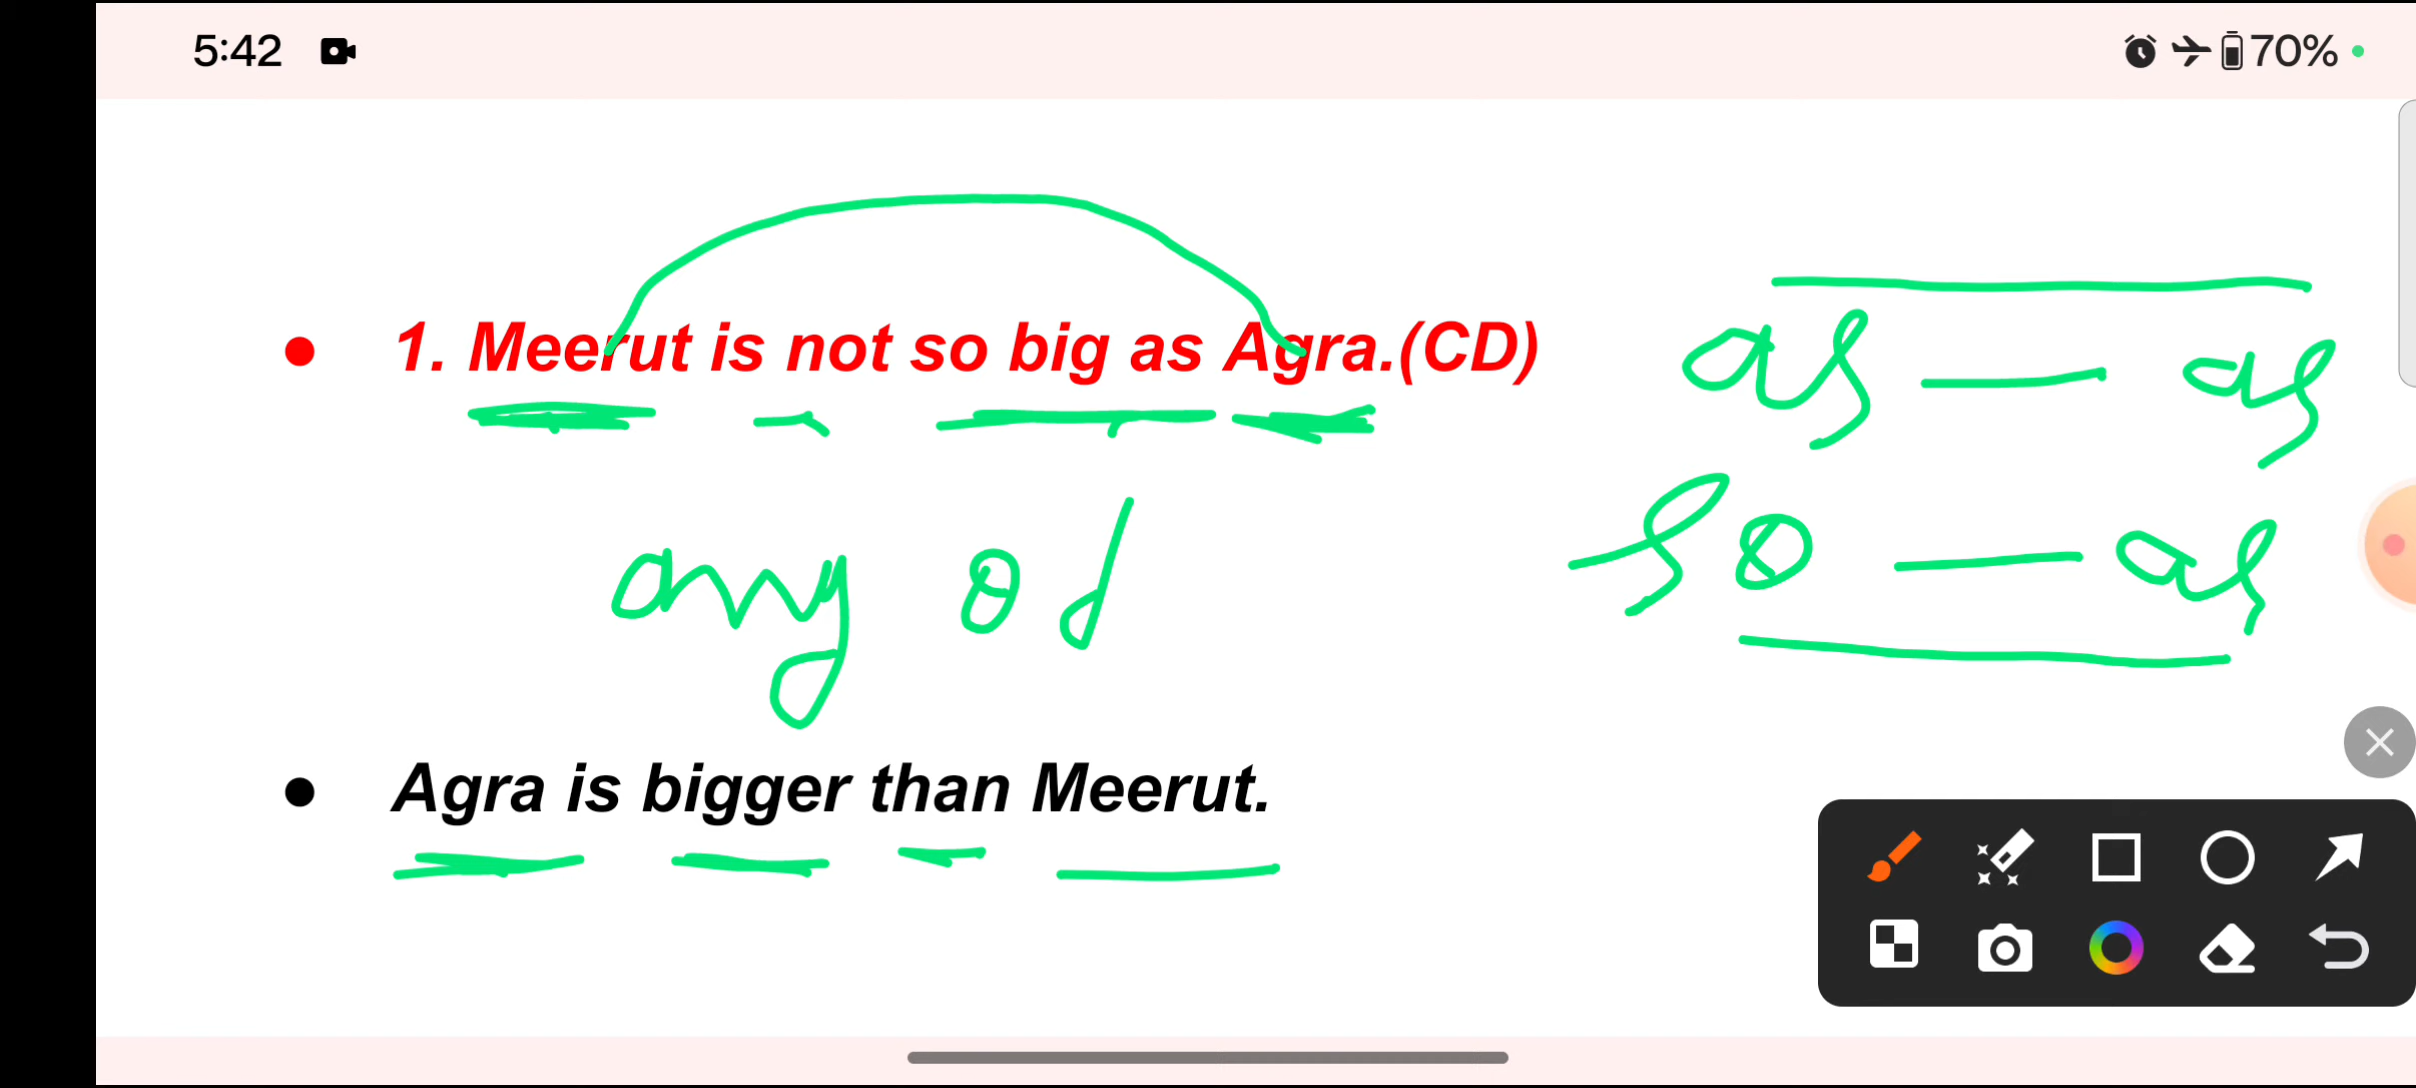 5:42 70%
1. Meerut is not so big as Agra.(CD)
as — as
so — as
any of
Agra is bigger than Meerut.